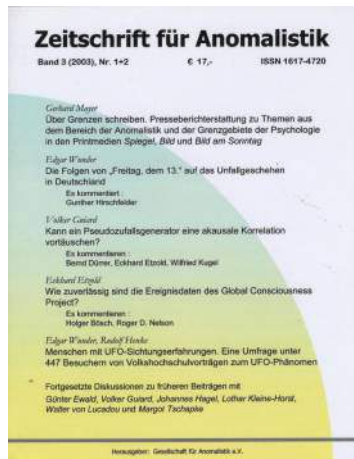 Zeitschrift für Anomalistik
Band 3 (2003), Nr. 1+2 € 17,- ISSN 1617-4720
Gerhard Mayer
Über Grenzen schreiben. Presseberichterstattung zu Themen aus
dem Bereich der Anomalistik und der Grenzgebiete der Psychologie
in den Printmedien Spiegel, Bild und Bild am Sonntag
Edgar Wunder
Die Folgen von „Freitag, dem 13.“ auf das Unfallgeschehen
in Deutschland
Es kommentiert :
Gunther Hirschfelder
Volker Guiard
Kann ein Pseudozufallsgenerator eine akausale Korrelation
vortäuschen?
Es kommentieren :
Bernd Dürrer, Eckhard Etzold, Wilfried Kugel
Eckhard Etzold
Wie zuverlässig sind die Ereignisdaten des Global Consciousness
Project?
Es kommentieren :
Holger Bösch, Roger D. Nelson
Edgar Wunder, Rudolf Henke
Menschen mit UFO-Sichtungserfahrungen. Eine Umfrage unter
447 Besuchern von Volkshochschulvorträgen zum UFO-Phänomen
Fortgesetzte Diskussionen zu früheren Beiträgen mit
Günter Ewald, Volker Guiard, Johannes Hagel, Lothar Kleine-Horst,
Walter von Lucadou und Margot Tschapke
Herausgeber: Gesellschaft für Anomalistik e.V.